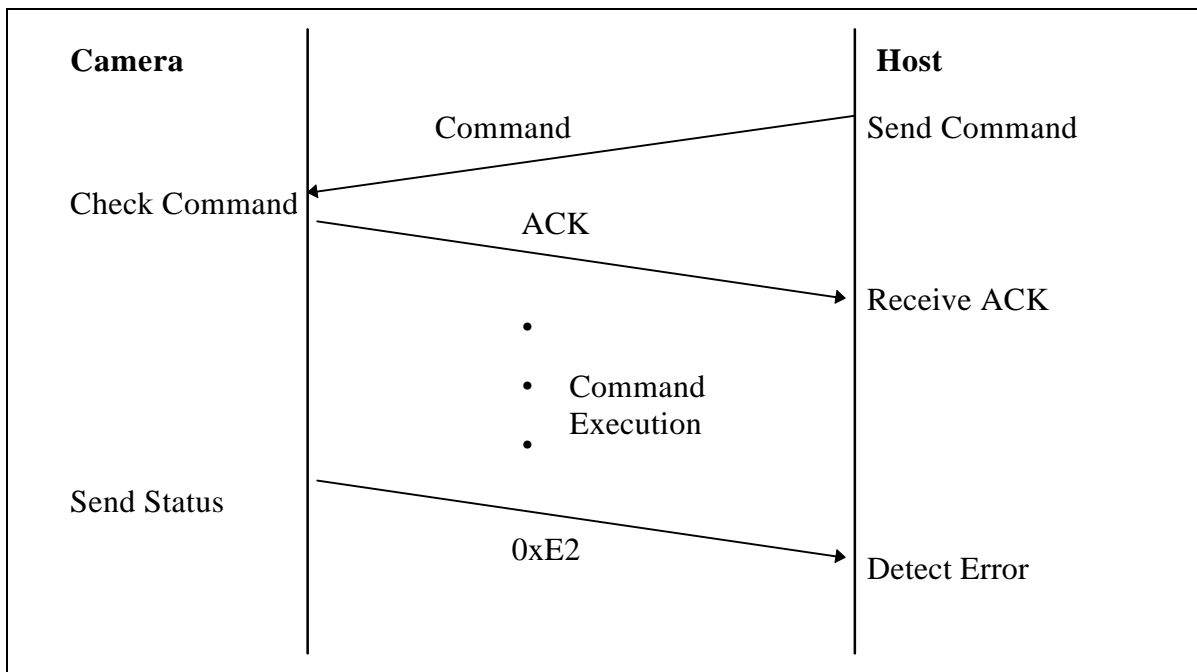 Camera
Host
Command
Send Command
Check Command
ACK
Receive ACK
Command
Execution
Send Status
0xE2
Detect Error